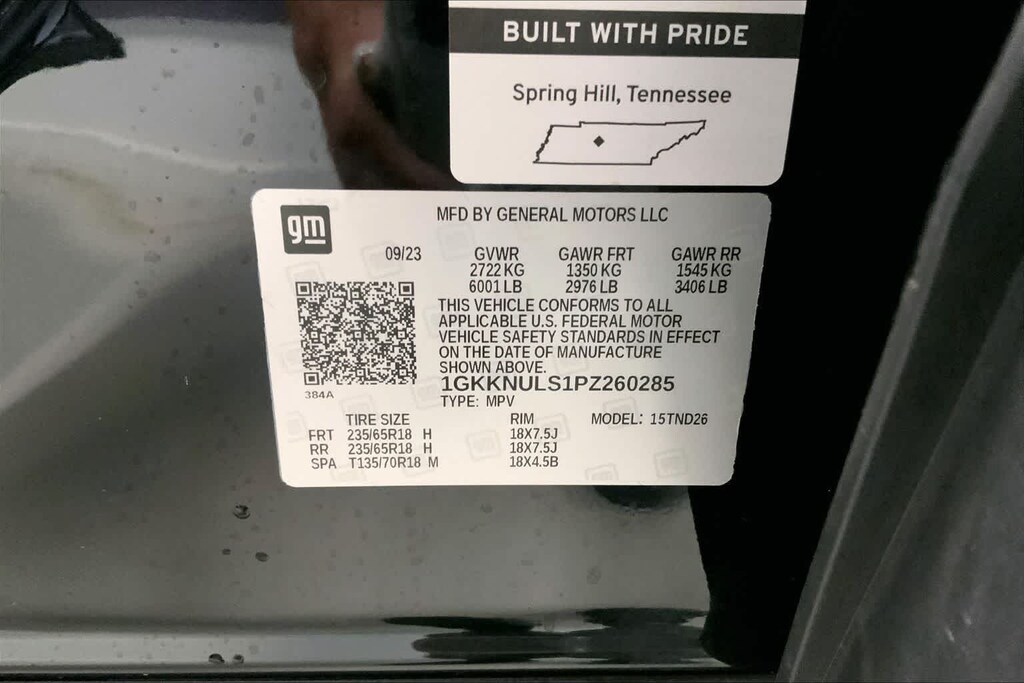 BUILT WITH PRIDE
Spring Hill, Tennessee
gm
MFD BY GENERAL MOTORS LLC
09/23 GVWR GAWR FRT GAWR RR
2722 KG 1350 KG 1545 KG
6001 LB 2976 LB 3406 LB
THIS VEHICLE CONFORMS TO ALL
APPLICABLE U.S. FEDERAL MOTOR
VEHICLE SAFETY STANDARDS IN EFFECT
ON THE DATE OF MANUFACTURE
SHOWN ABOVE.
1GKKNULS1PZ260285
384A
TYPE: MPV
TIRE SIZE RIM MODEL: 15TND26
FRT 235/65R18 H 18X7.5J
RR 235/65R18 H 18X7.5J
SPA T135/70R18 M 18X4.5B